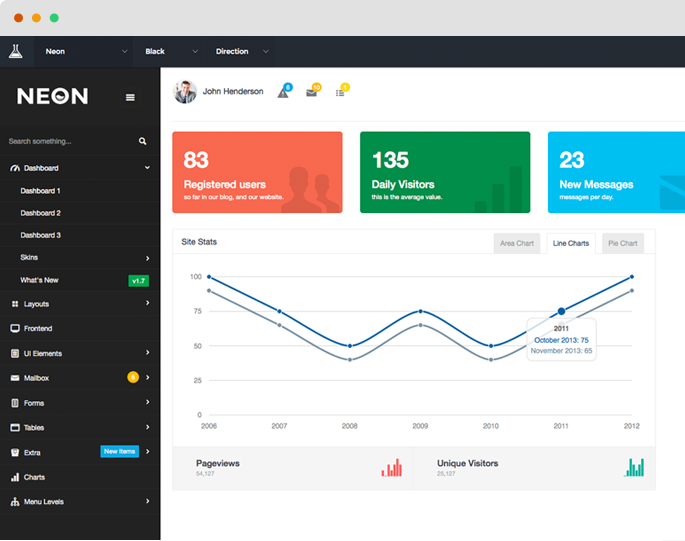 Neon
Black
Direction
NEON
John Henderson
6
10
1
Search something...
Dashboard
Dashboard 1
Dashboard 2
Dashboard 3
Skins
What's New
v1.7
Layouts
Frontend
UI Elements
Mailbox
8
Forms
Tables
Extra
New Items
Charts
Menu Levels
83
Registered users
so far in our blog, and our website.
135
Daily Visitors
this is the average value.
23
New Messages
messages per day.
Site Stats
Area Chart
Line Charts
Pie Chart
100
75
50
25
0
2006
2007
2008
2009
2010
2011
2012
2011
October 2013: 75
November 2013: 65
Pageviews
54,127
Unique Visitors
25,127